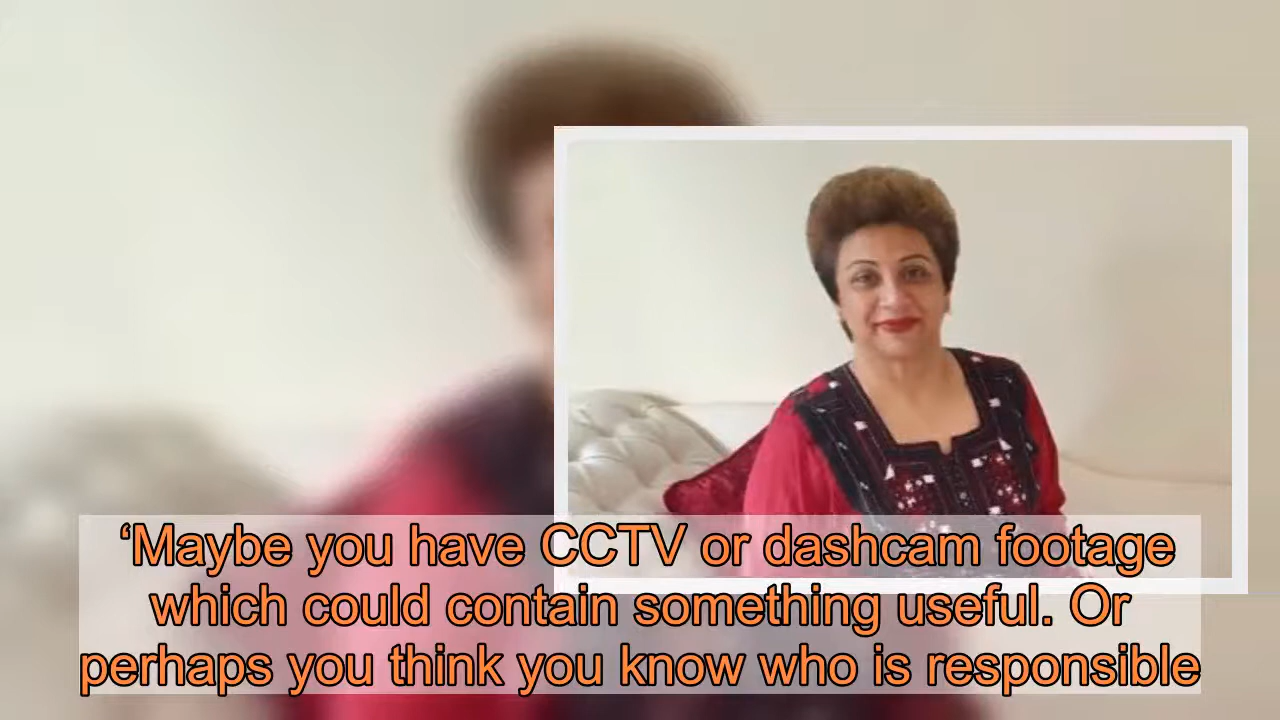 ‘Maybe you have CCTV or dashcam footage
which could contain something useful. Or
perhaps you think you know who is responsible